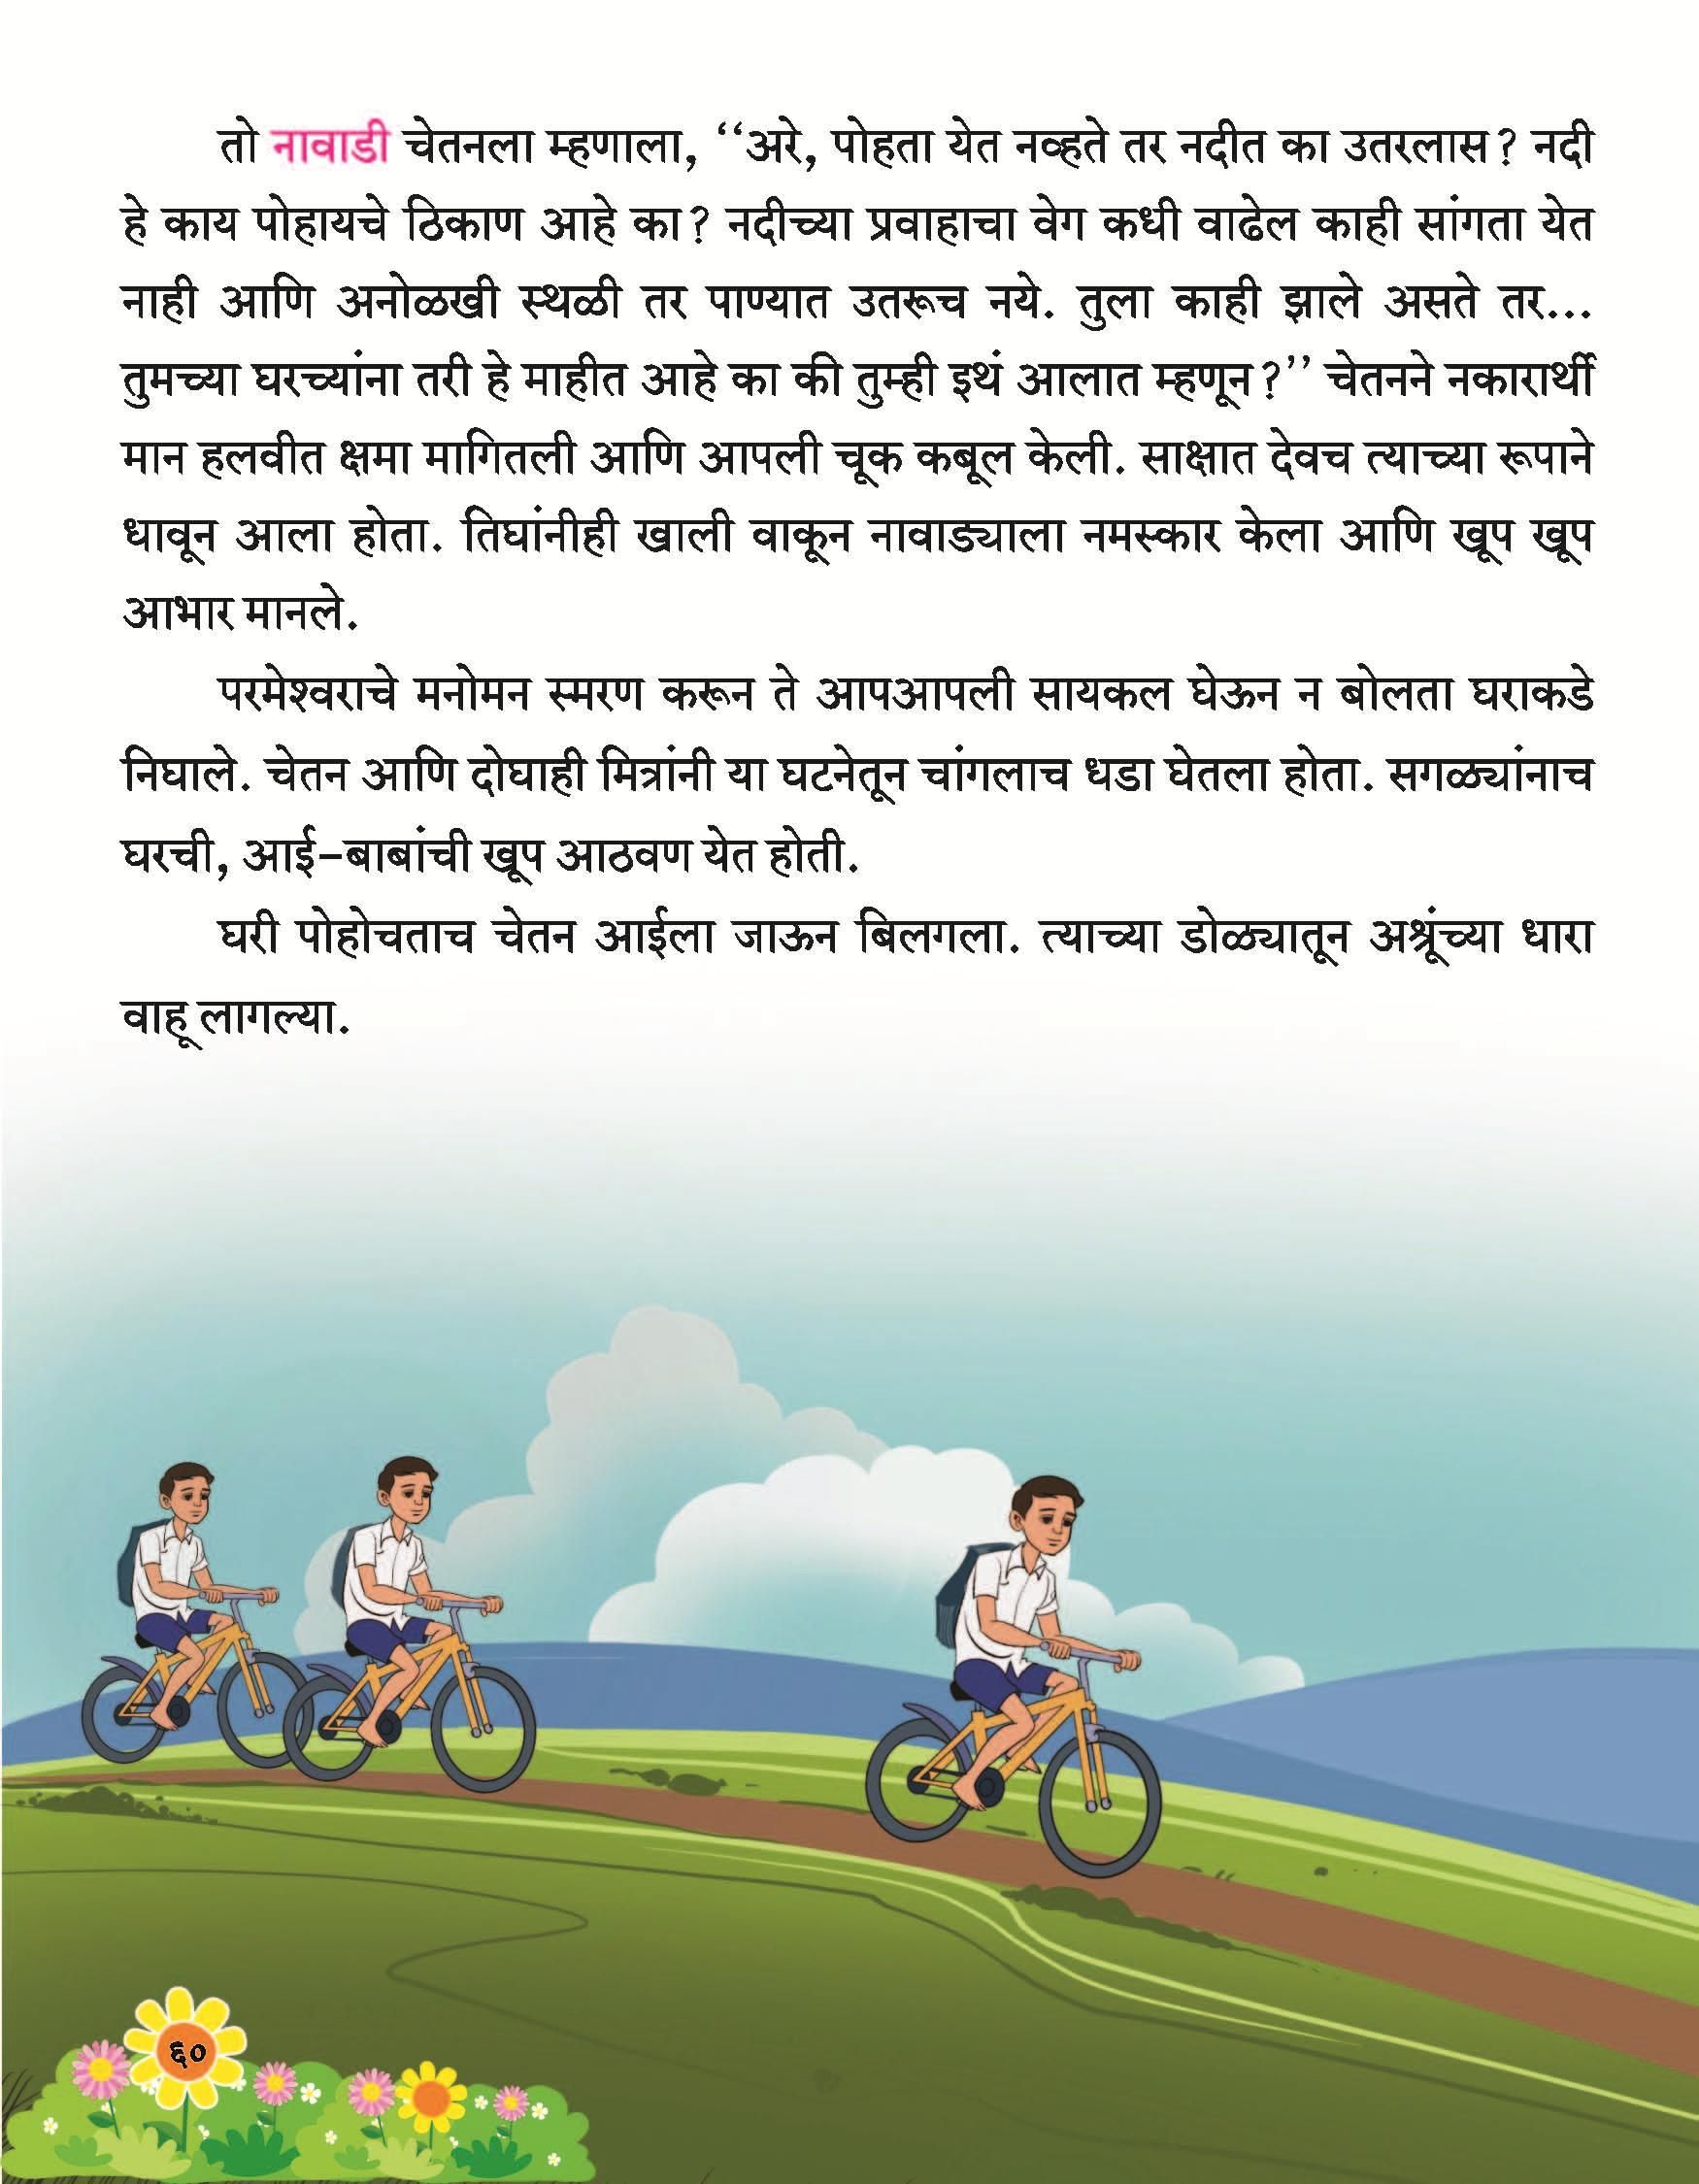 तो नावाडी चेतनला म्हणाला, ‘‘अरे, पोहता येत नव्हते तर नदीत का उतरलास? नदी
हे काय पोहायचे ठिकाण आहे का? नदीच्या प्रवाहाचा वेग कधी वाढेल काही सांगता येत
नाही आणि अनोळखी स्थळी तर पाण्यात उतरूच नये. तुला काही झाले असते तर...
तुमच्या घरच्यांना तरी हे माहीत आहे का की तुम्ही इथं आलात म्हणून?’’ चेतनने नकारार्थी
मान हलवीत क्षमा मागितली आणि आपली चूक कबूल केली. साक्षात देवच त्याच्या रूपाने
धावून आला होता. तिघांनीही खाली वाकून नावाड्याला नमस्कार केला आणि खूप खूप
आभार मानले.
परमेश्वराचे मनोमन स्मरण करून ते आपआपली सायकल घेऊन न बोलता घराकडे
निघाले. चेतन आणि दोघाही मित्रांनी या घटनेतून चांगलाच धडा घेतला होता. सगळ्यांनाच
घरची, आई-बाबांची खूप आठवण येत होती.
घरी पोहोचताच चेतन आईला जाऊन बिलगला. त्याच्या डोळ्यातून अश्रूंच्या धारा
वाहू लागल्या.
६०